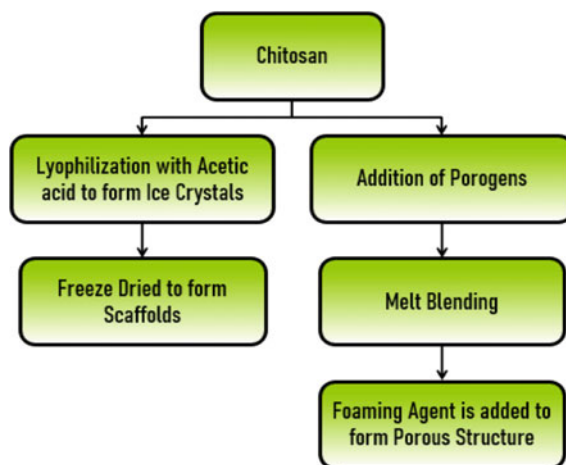 Chitosan
Lyophilization with Acetic
acid to form Ice Crystals
Addition of Porogens
Freeze Dried to form
Scaffolds
Melt Blending
Foaming Agent is added to
form Porous Structure